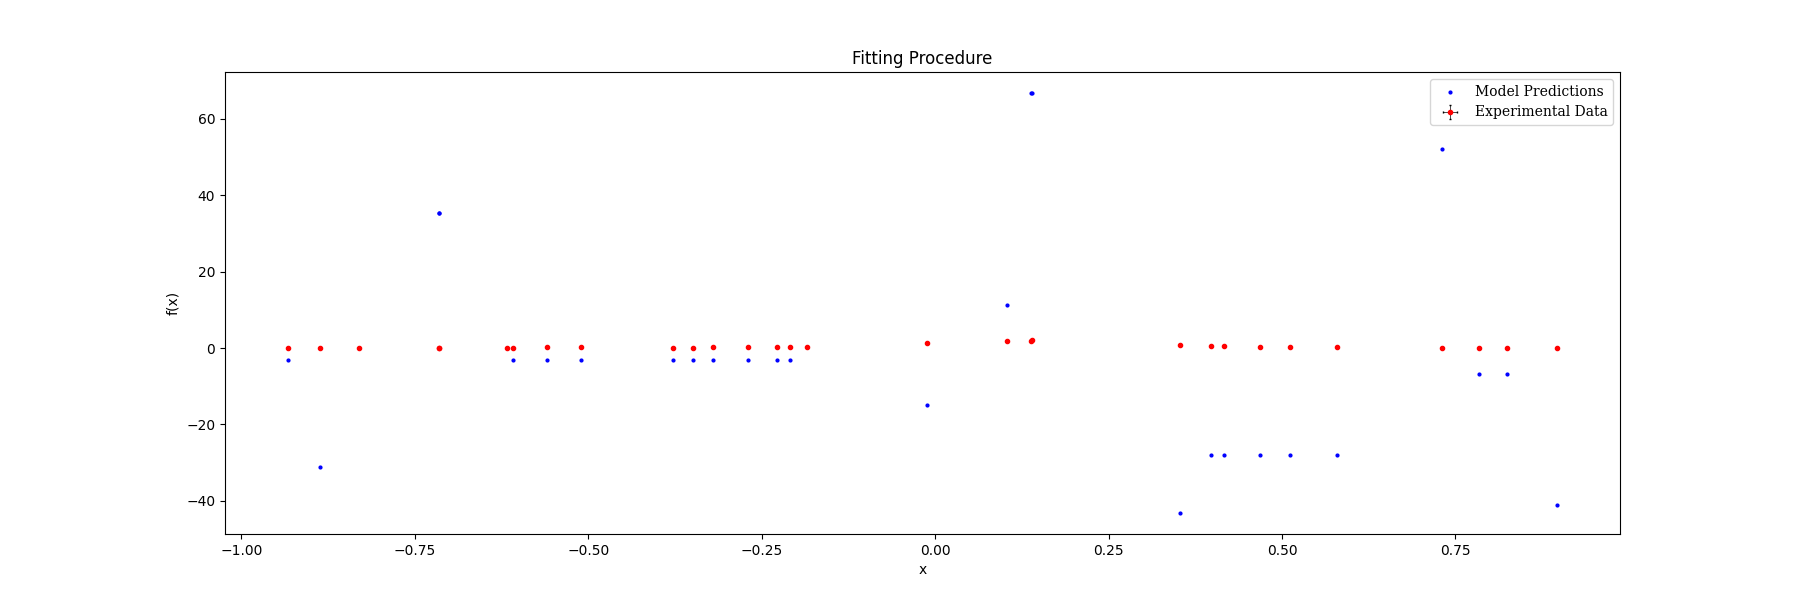 Fitting Procedure
Model Predictions
Experimental Data
f(x)
60
40
20
0
−20
−40
−1.00 −0.75 −0.50 −0.25 0.00 0.25 0.50 0.75
x